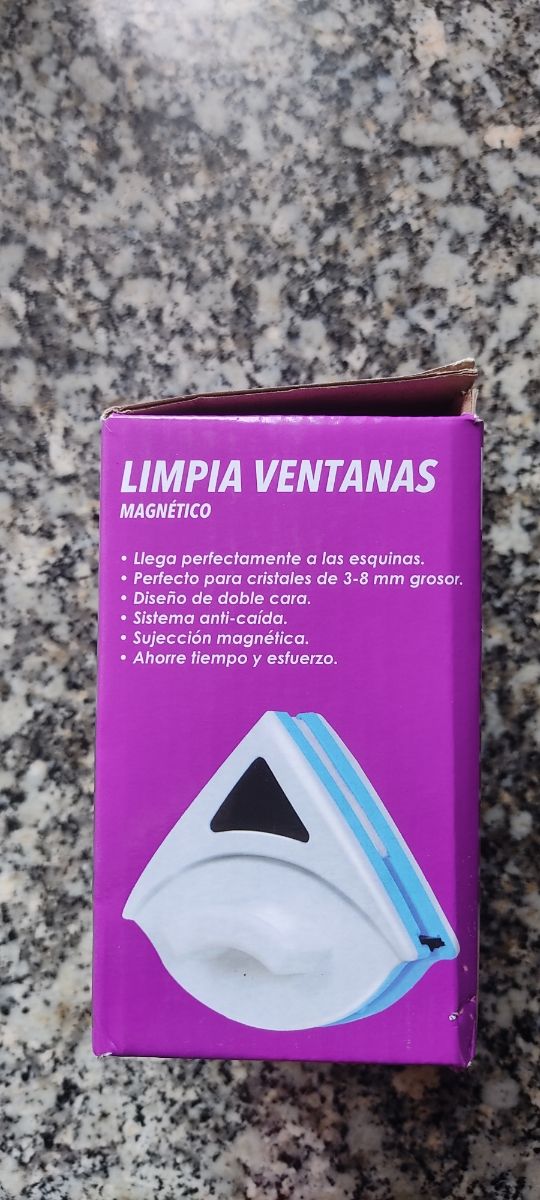 LIMPIA VENTANAS
MAGNÉTICO
• Llega perfectamente a las esquinas.
• Perfecto para cristales de 3-8 mm grosor.
• Diseño de doble cara.
• Sistema anti-caída.
• Sujección magnética.
• Ahorre tiempo y esfuerzo.